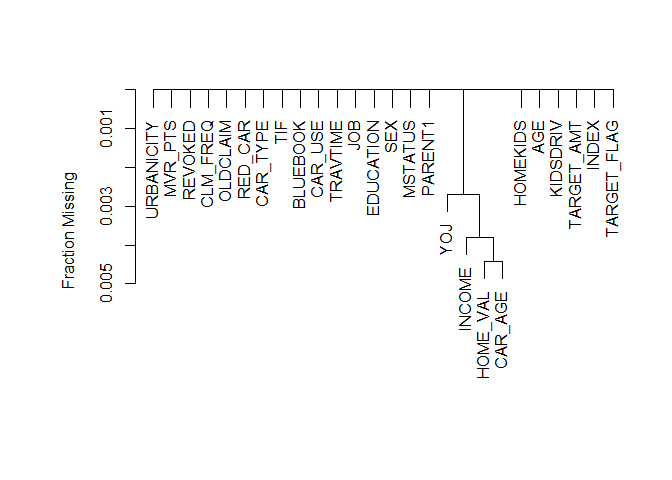 Fraction Missing
0.001
0.003
0.005
URBANICITY
MVR_PTS
REVOKED
CLM_FREQ
OLDCLAIM
RED_CAR
CAR_TYPE
TIF
BLUEBOOK
CAR_USE
TRAVTIME
JOB
EDUCATION
SEX
MSTATUS
PARENT1
YOJ
INCOME
HOME_VAL
CAR_AGE
HOMEKIDS
AGE
KIDSDRIV
TARGET_AMT
INDEX
TARGET_FLAG